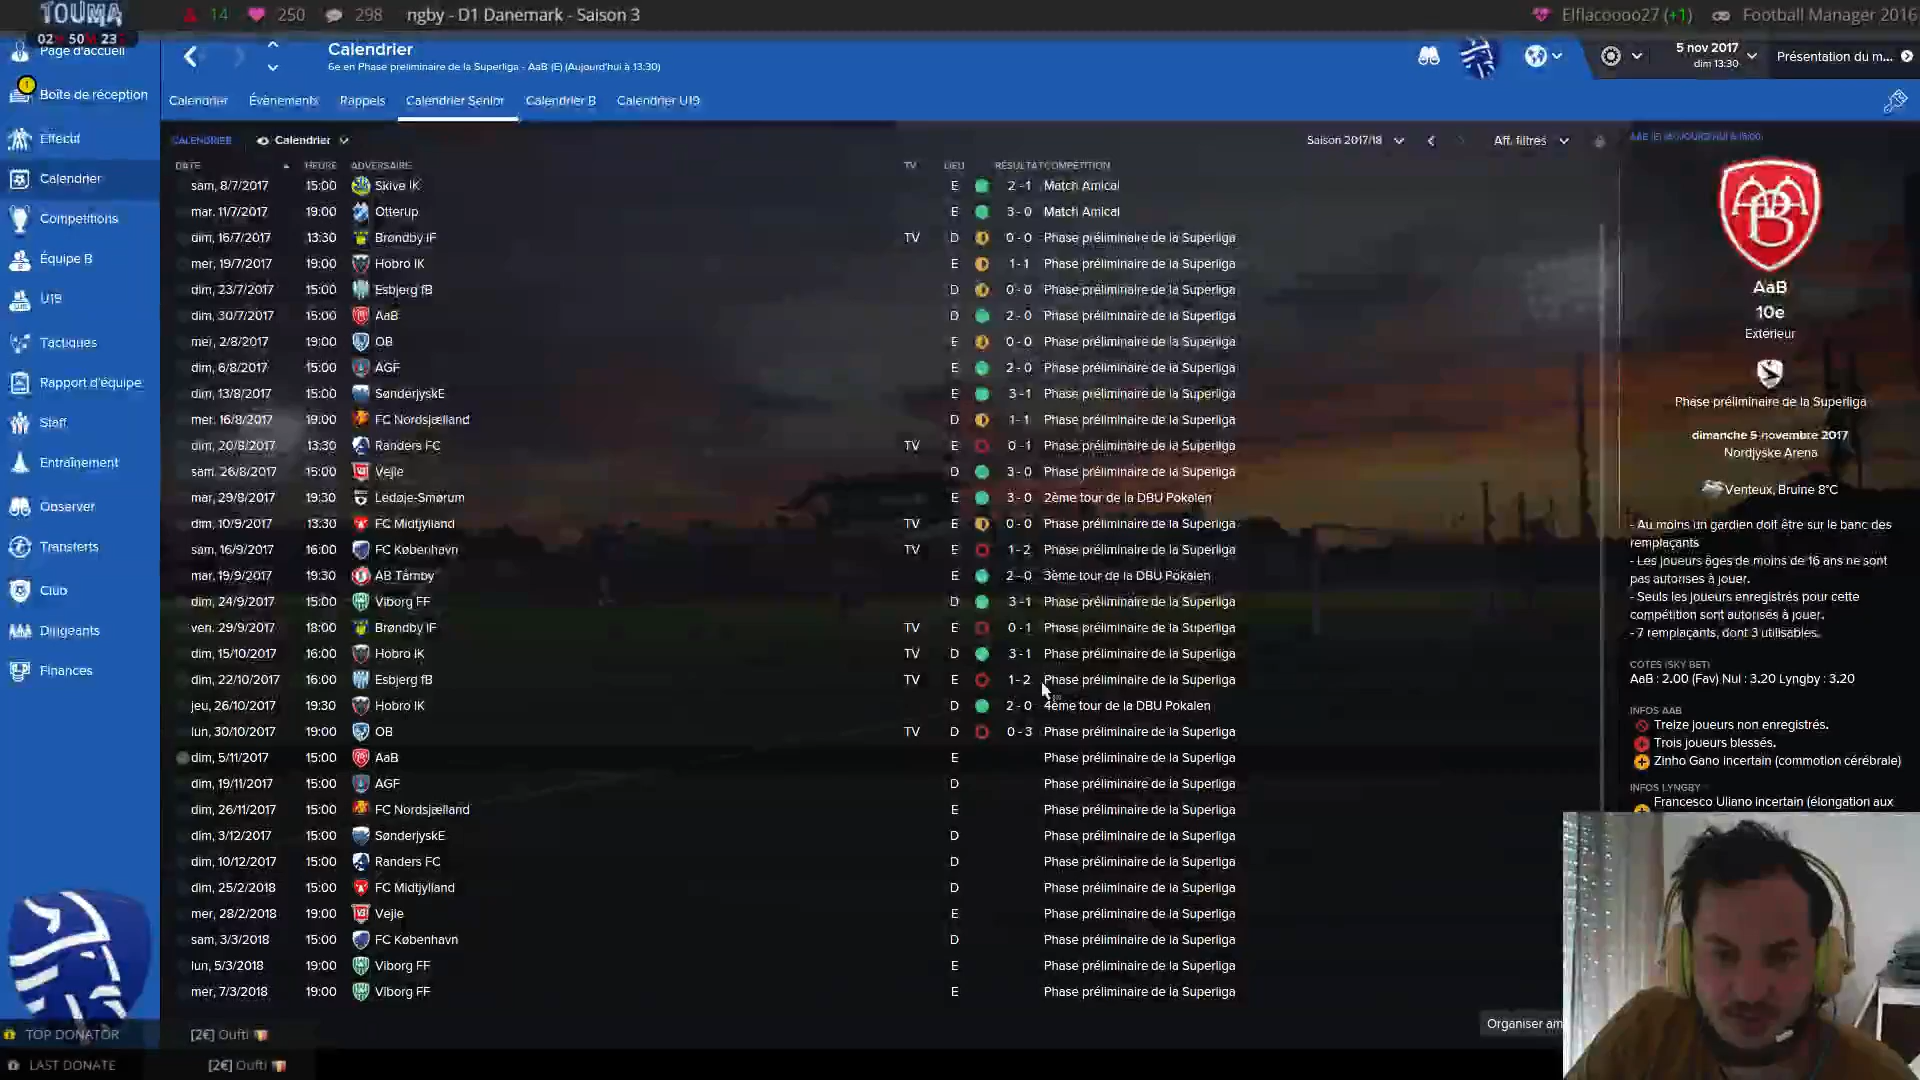 TOUMA
14 250 298 ngby - D1 Danemark - Saison 3
Elflacoooo27 (+1) Football Manager 2016
02 50 23
Page d'accueil
Boîte de réception
Effectif
Calendrier
Compétitions
Équipe B
U19
Tactiques
Rapport d'équipe
Staff
Entraînement
Observer
Transferts
Club
Dirigeants
Finances
Calendrier
6e en Phase préliminaire de la Superliga - AaB (E) (Aujourd'hui à 13:30)
5 nov 2017
dim 13:30
Présentation du m...
Calendrier Évènements Rappels Calendrier Senior Calendrier B Calendrier U19
CALENDRIER Calendrier
Saison 2017/18 Aff. filtres
DATE HEURE ADVERSAIRE TV LIEU RÉSULTAT COMPÉTITION
sam, 8/7/2017 15:00 Skive IK E 2 - 1 Match Amical
mar, 11/7/2017 19:00 Otterup E 3 - 0 Match Amical
dim, 16/7/2017 13:30 Brøndby IF TV D 0 - 0 Phase préliminaire de la Superliga
mer, 19/7/2017 19:00 Hobro IK E 1 - 1 Phase préliminaire de la Superliga
dim, 23/7/2017 15:00 Esbjerg fB D 0 - 0 Phase préliminaire de la Superliga
dim, 30/7/2017 15:00 AaB D 2 - 0 Phase préliminaire de la Superliga
mer, 2/8/2017 19:00 OB E 0 - 0 Phase préliminaire de la Superliga
dim, 6/8/2017 15:00 AGF E 2 - 0 Phase préliminaire de la Superliga
dim, 13/8/2017 15:00 SønderjyskE E 3 - 1 Phase préliminaire de la Superliga
mer, 16/8/2017 19:00 FC Nordsjælland D 1 - 1 Phase préliminaire de la Superliga
dim, 20/8/2017 13:30 Randers FC TV E 0 - 1 Phase préliminaire de la Superliga
sam, 26/8/2017 15:00 Vejle D 3 - 0 Phase préliminaire de la Superliga
mar, 29/8/2017 19:30 Ledøje-Smørum E 3 - 0 2ème tour de la DBU Pokalen
dim, 10/9/2017 13:30 FC Midtjylland TV E 0 - 0 Phase préliminaire de la Superliga
sam, 16/9/2017 16:00 FC København TV E 1 - 2 Phase préliminaire de la Superliga
mar, 19/9/2017 19:30 AB Tårnby E 2 - 0 3ème tour de la DBU Pokalen
dim, 24/9/2017 15:00 Viborg FF D 3 - 1 Phase préliminaire de la Superliga
ven, 29/9/2017 18:00 Brøndby IF TV E 0 - 1 Phase préliminaire de la Superliga
dim, 15/10/2017 16:00 Hobro IK TV D 3 - 1 Phase préliminaire de la Superliga
dim, 22/10/2017 16:00 Esbjerg fB TV E 1 - 2 Phase préliminaire de la Superliga
jeu, 26/10/2017 19:30 Hobro IK D 2 - 0 4ème tour de la DBU Pokalen
lun, 30/10/2017 19:00 OB TV D 0 - 3 Phase préliminaire de la Superliga
dim, 5/11/2017 15:00 AaB E Phase préliminaire de la Superliga
dim, 19/11/2017 15:00 AGF D Phase préliminaire de la Superliga
dim, 26/11/2017 15:00 FC Nordsjælland E Phase préliminaire de la Superliga
dim, 3/12/2017 15:00 SønderjyskE D Phase préliminaire de la Superliga
dim, 10/12/2017 15:00 Randers FC D Phase préliminaire de la Superliga
dim, 25/2/2018 15:00 FC Midtjylland D Phase préliminaire de la Superliga
mer, 28/2/2018 19:00 Vejle E Phase préliminaire de la Superliga
sam, 3/3/2018 15:00 FC København D Phase préliminaire de la Superliga
lun, 5/3/2018 19:00 Viborg FF E Phase préliminaire de la Superliga
mer, 7/3/2018 19:00 Viborg FF E Phase préliminaire de la Superliga
AaB
10e
Extérieur
Phase préliminaire de la Superliga
dimanche 5 novembre 2017
Nordjyske Arena
Venteux, Bruine 8°C
- Au moins un gardien doit être sur le banc des
remplaçants
- Les joueurs âgés de moins de 16 ans ne sont
pas autorisés à jouer.
- Seuls les joueurs enregistrés pour cette
compétition sont autorisés à jouer.
- 7 remplaçants, dont 3 utilisables.
COTES (SKY BET)
AaB : 2.00 (Fav) Nul : 3.20 Lyngby : 3.20
INFOS AAB
Treize joueurs non enregistrés.
Trois joueurs blessés.
Zinho Gano incertain (commotion cérébrale)
INFOS LYNGBY
Francesco Uliano incertain (élongation aux
Organiser am
TOP DONATOR [2€] Oufti
LAST DONATE [2€] Oufti